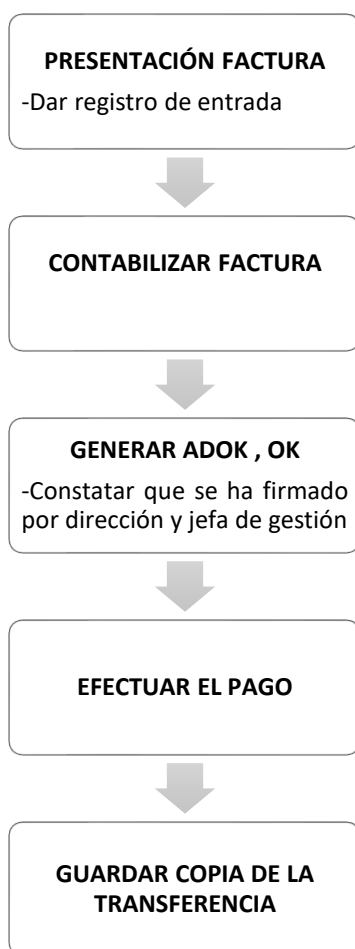 PRESENTACIÓN FACTURA
-Dar registro de entrada
CONTABILIZAR FACTURA
GENERAR ADOK , OK
-Constatar que se ha firmado
por dirección y jefa de gestión
EFECTUAR EL PAGO
GUARDAR COPIA DE LA
TRANSFERENCIA